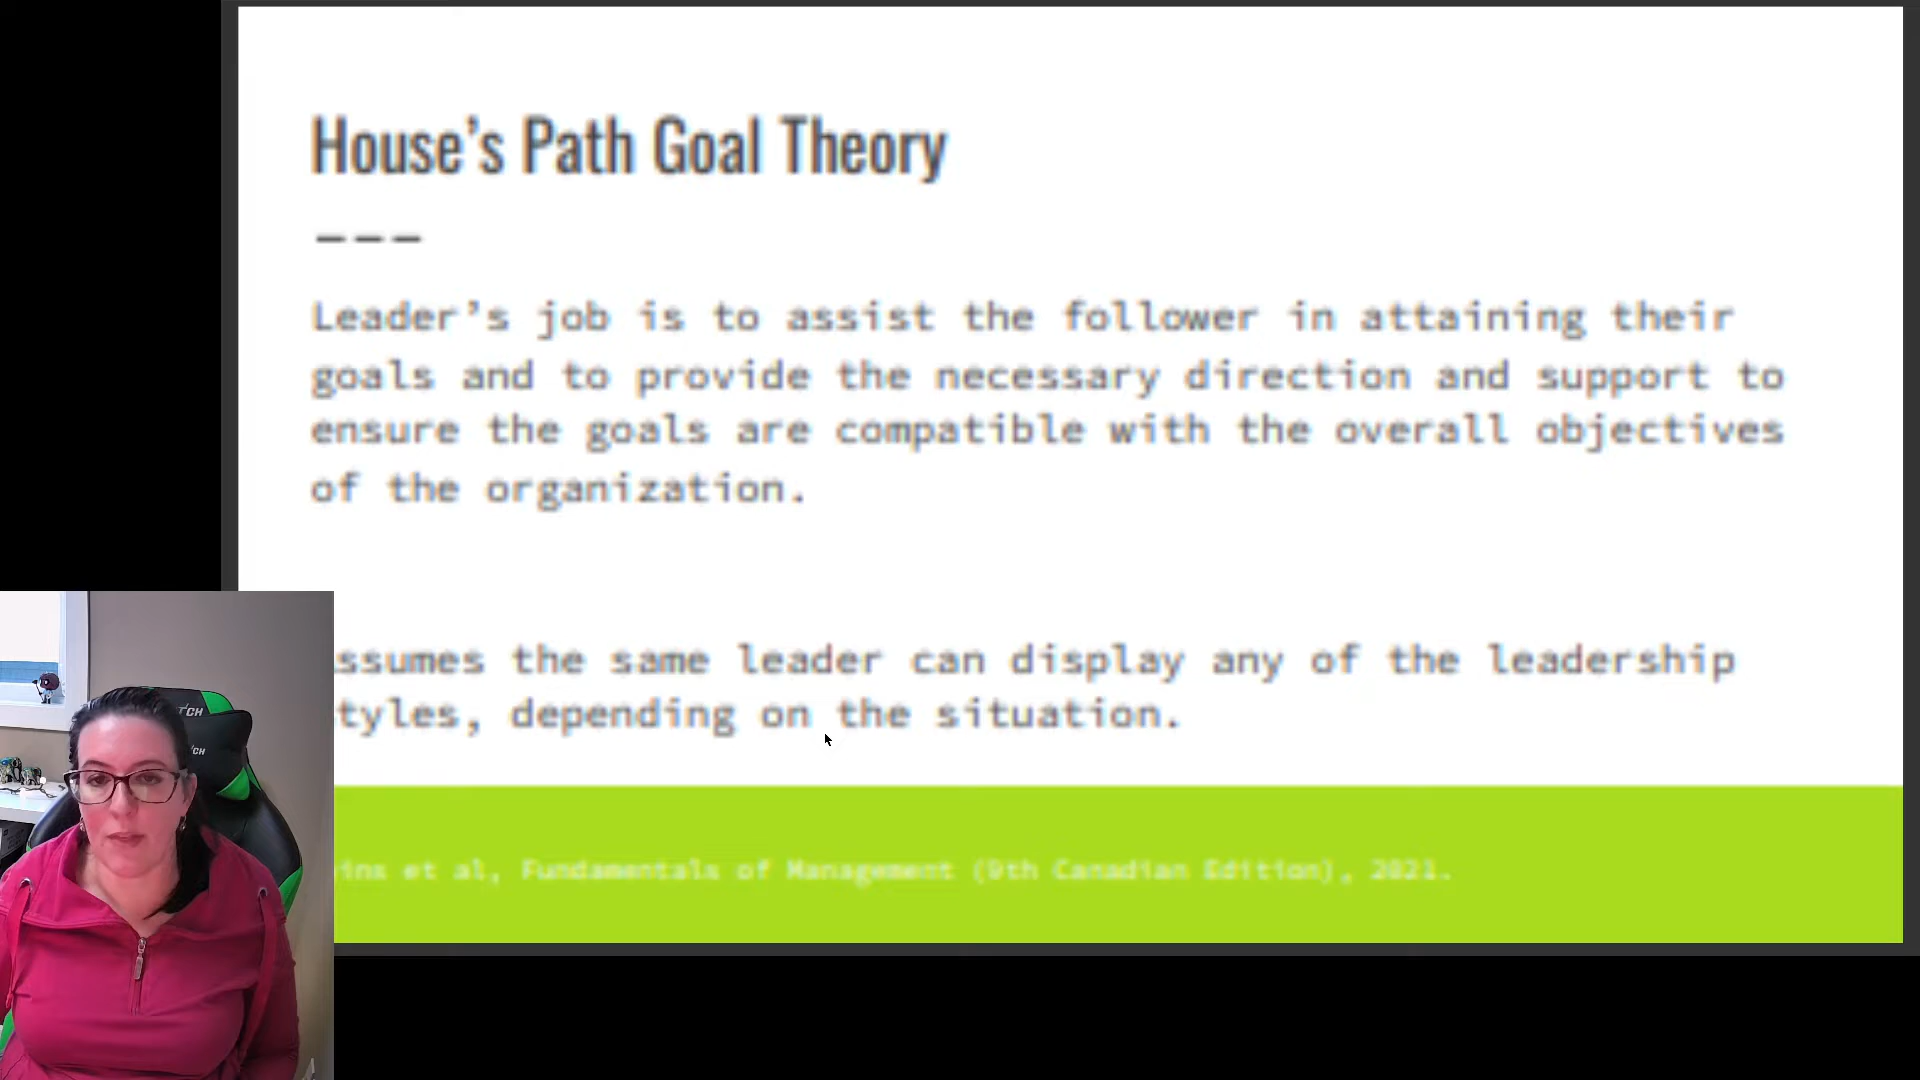 House’s Path Goal Theory
———
Leader’s job is to assist the follower in attaining their
goals and to provide the necessary direction and support to
ensure the goals are compatible with the overall objectives
of the organization.
ssumes the same leader can display any of the leadership
tyles, depending on the situation.
ins et al, Fundamentals of Management (9th Canadian Edition), 2021.